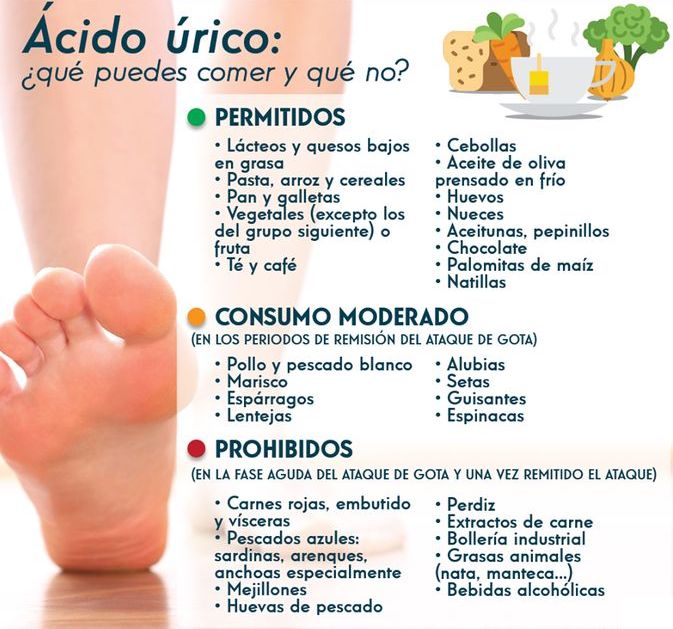 Ácido úrico:
¿qué puedes comer y qué no?
PERMITIDOS
• Lácteos y quesos bajos
en grasa
• Pasta, arroz y cereales
• Pan y galletas
• Vegetales (excepto los
del grupo siguiente) o
fruta
• Té y café
• Cebollas
• Aceite de oliva
prensado en frío
• Huevos
• Nueces
• Aceitunas, pepinillos
• Chocolate
• Palomitas de maíz
• Natillas
CONSUMO MODERADO
(EN LOS PERIODOS DE REMISIÓN DEL ATAQUE DE GOTA)
• Pollo y pescado blanco
• Marisco
• Espárragos
• Lentejas
• Alubias
• Setas
• Guisantes
• Espinacas
PROHIBIDOS
(EN LA FASE AGUDA DEL ATAQUE DE GOTA Y UNA VEZ REMITIDO EL ATAQUE)
• Carnes rojas, embutido
y vísceras
• Pescados azules:
sardinas, arenques,
anchoas especialmente
• Mejillones
• Huevas de pescado
• Perdiz
• Extractos de carne
• Bollería industrial
• Grasas animales
(nata, manteca...)
• Bebidas alcohólicas